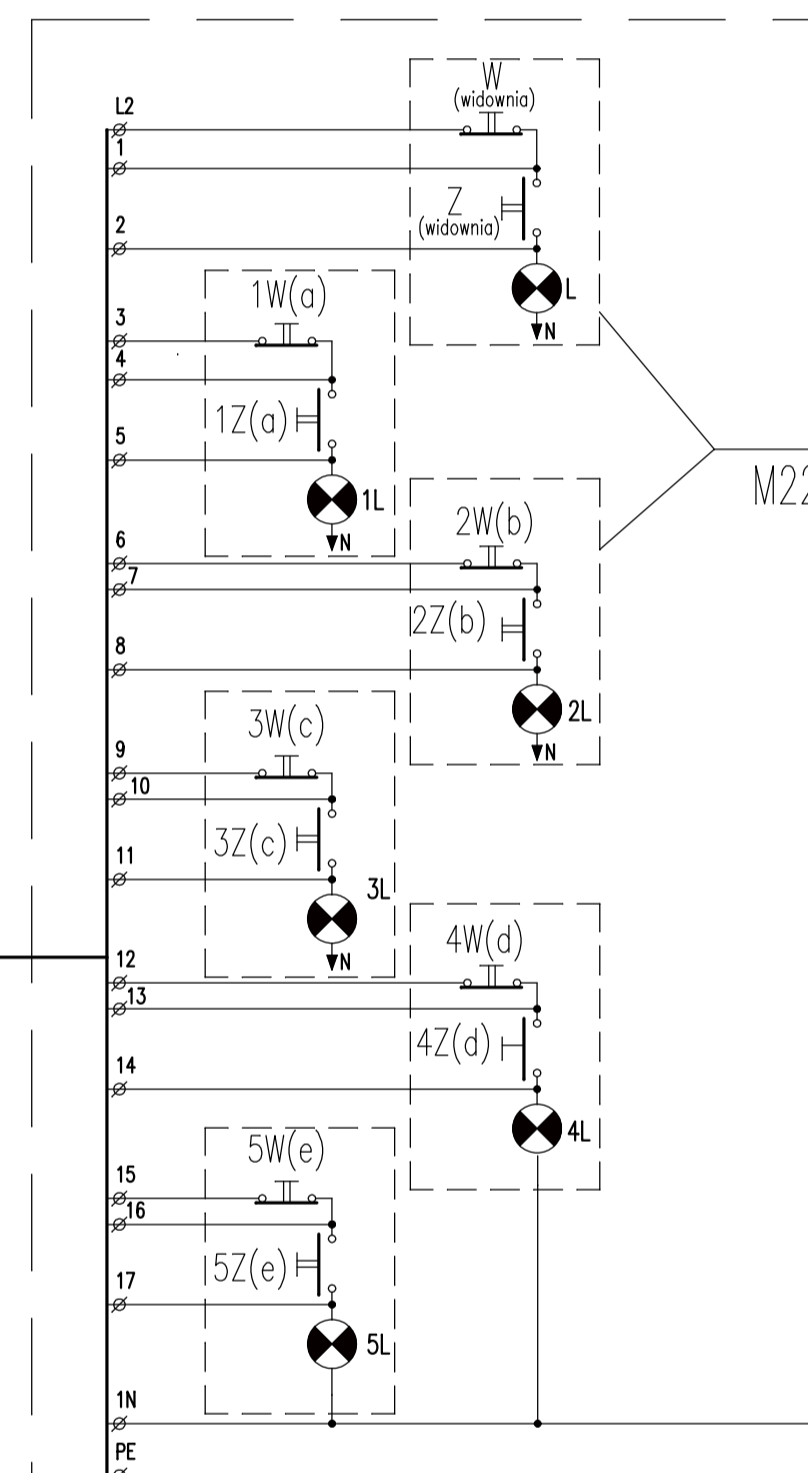 L2
W
(widownia)
1
Z
(widownia)
2
L
N
1W(a)
3
4
1Z(a)
5
1L
N
M22
2W(b)
6
7
2Z(b)
8
2L
N
3W(c)
9
10
3Z(c)
11
3L
N
4W(d)
12
13
4Z(d)
14
4L
5W(e)
15
16
5Z(e)
17
5L
1N
PE